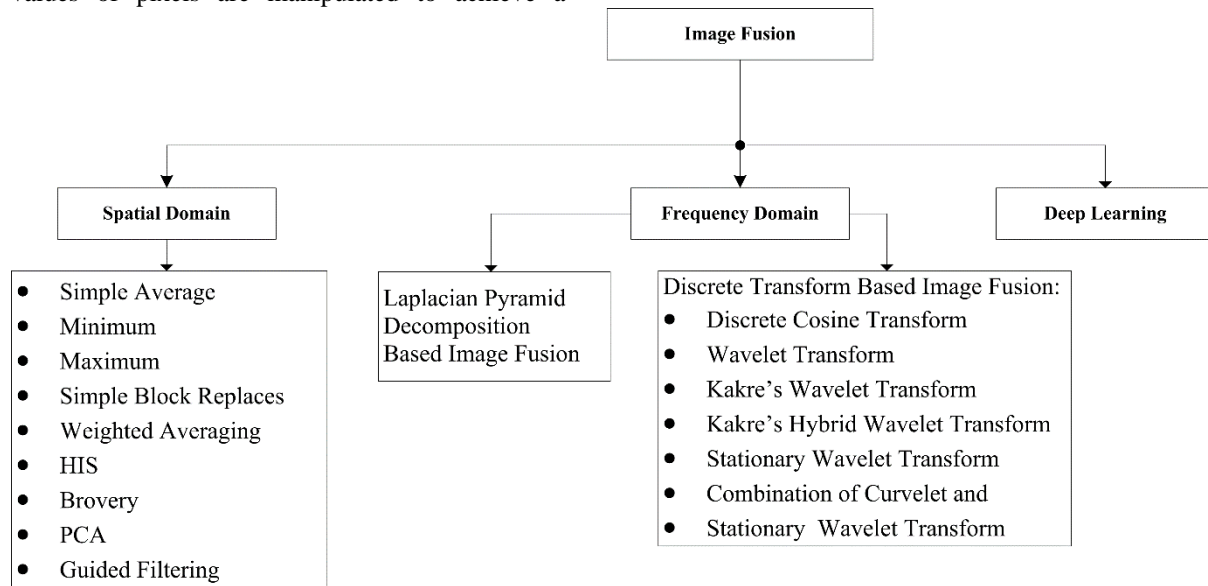 values of pixels are manipulated to achieve a
Image Fusion
Spatial Domain
Frequency Domain
Deep Learning
● Simple Average
● Minimum
● Maximum
● Simple Block Replaces
● Weighted Averaging
● HIS
● Brovery
● PCA
● Guided Filtering
Laplacian Pyramid
Decomposition
Based Image Fusion
Discrete Transform Based Image Fusion:
● Discrete Cosine Transform
● Wavelet Transform
● Kakre’s Wavelet Transform
● Kakre’s Hybrid Wavelet Transform
● Stationary Wavelet Transform
● Combination of Curvelet and
● Stationary Wavelet Transform